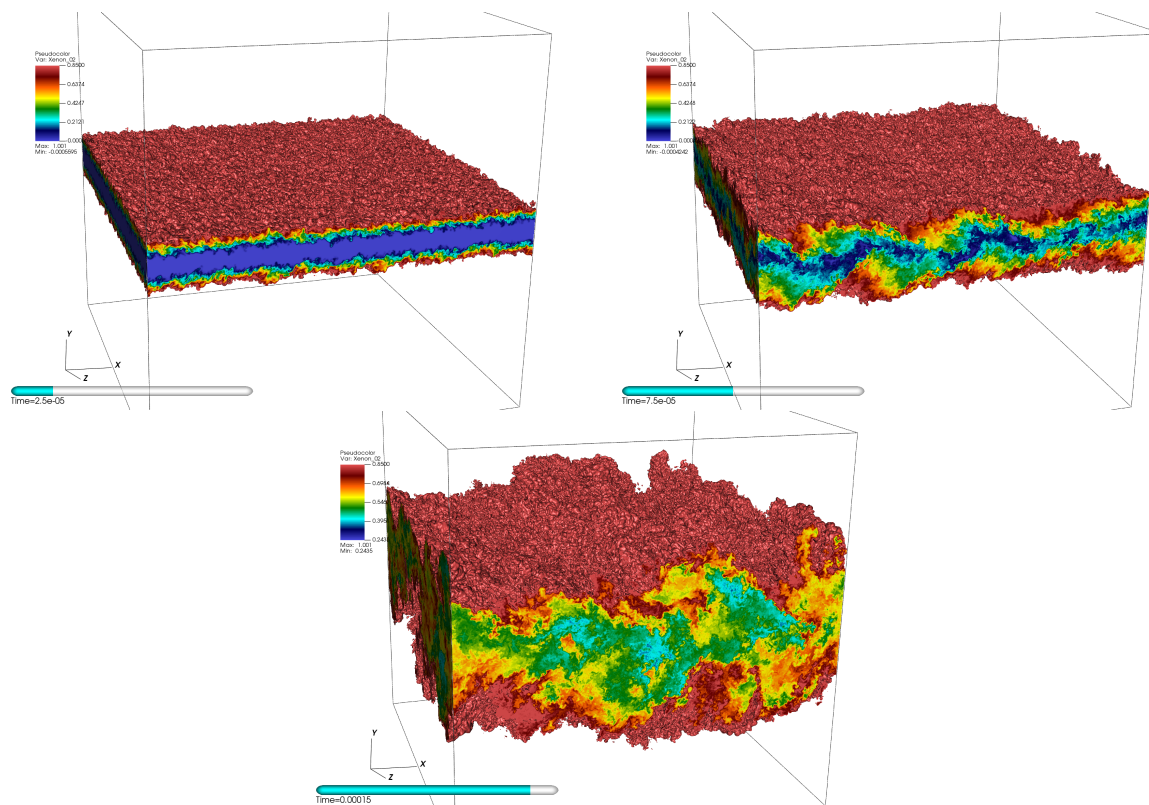 Pseudocolor
Var: Xenon_02
0.8500
0.6374
0.4247
0.2121
Max: 1.001
Min: -0.0005595
Y
X
Z
Time=2.5e-05
Pseudocolor
Var: Xenon_02
0.8500
0.6374
0.4248
0.2122
Max: 1.001
Min: -0.0004242
Y
X
Z
Time=7.5e-05
Pseudocolor
Var: Xenon_02
0.8500
Max: 1.001
Min: 0.2435
Y
X
Z
Time=0.00015